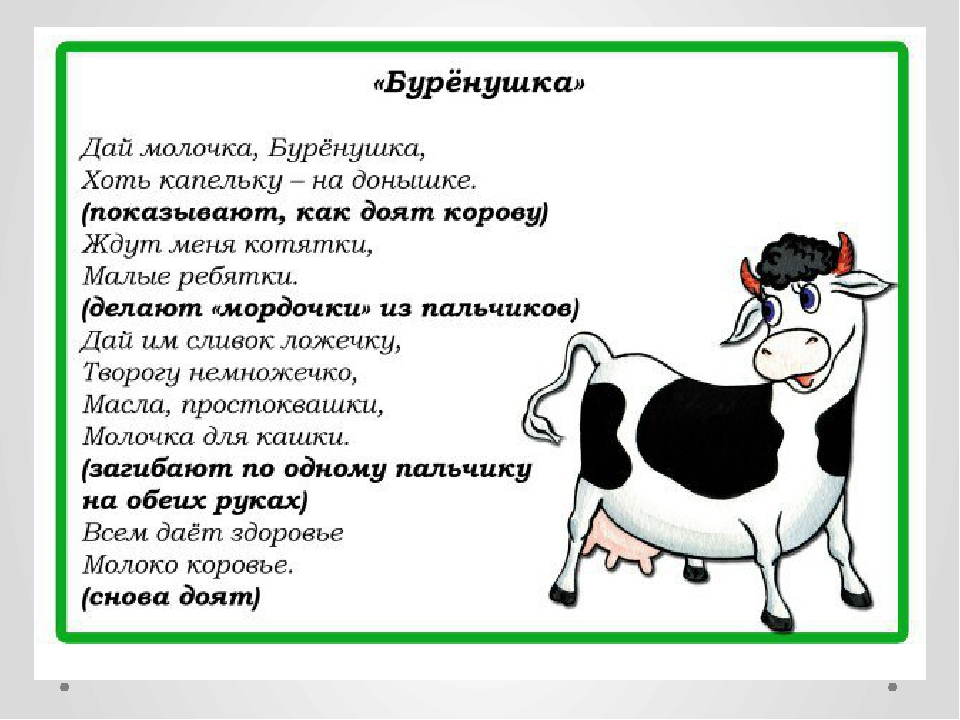 «Бурёнушка»
Дай молочка, Бурёнушка,
Хоть капельку – на донышке.
(показывают, как доят корову)
Ждут меня котятки,
Малые ребятки.
(делают «мордочки» из пальчиков)
Дай им сливок ложечку,
Творогу немножечко,
Масла, простоквашки,
Молочка для кашки.
(загибают по одному пальчику
на обеих руках)
Всем даёт здоровье
Молоко коровье.
(снова доят)